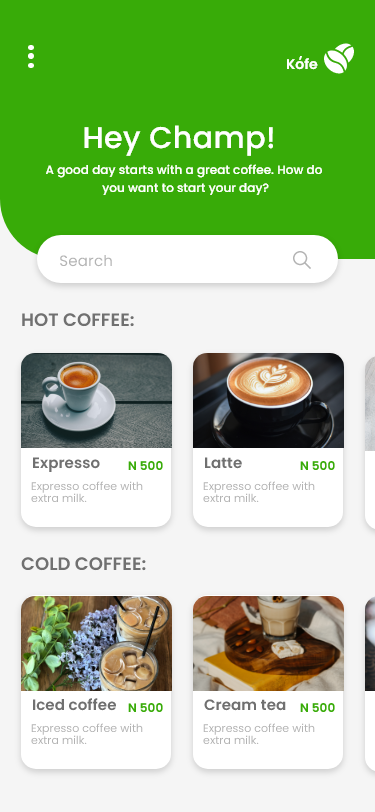 Kófe
Hey Champ!
A good day starts with a great coffee. How do
you want to start your day?
Search
HOT COFFEE:
Expresso
N 500
Expresso coffee with
extra milk.
Latte
N 500
Expresso coffee with
extra milk.
COLD COFFEE:
Iced coffee
N 500
Expresso coffee with
extra milk.
Cream tea
N 500
Expresso coffee with
extra milk.